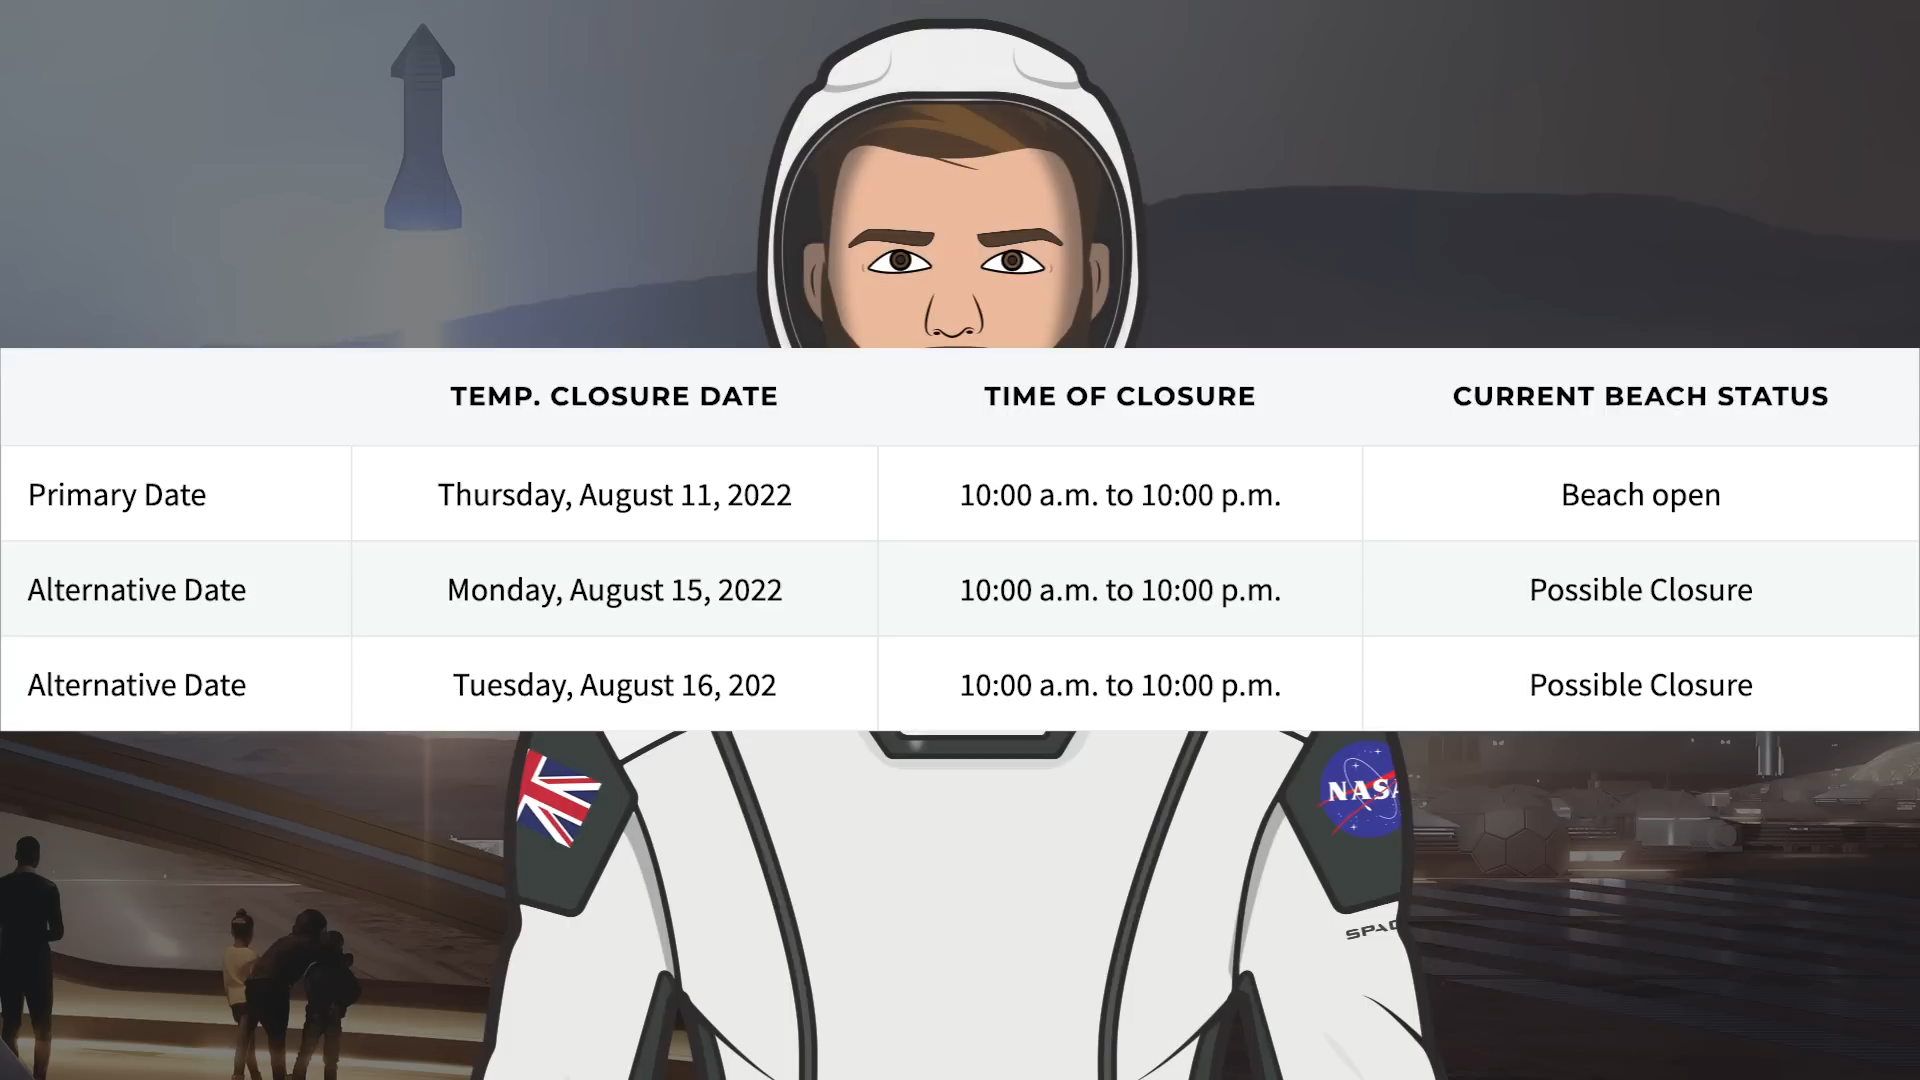 TEMP. CLOSURE DATE TIME OF CLOSURE CURRENT BEACH STATUS
Primary Date Thursday, August 11, 2022 10:00 a.m. to 10:00 p.m. Beach open
Alternative Date Monday, August 15, 2022 10:00 a.m. to 10:00 p.m. Possible Closure
Alternative Date Tuesday, August 16, 202 10:00 a.m. to 10:00 p.m. Possible Closure
NASA
SPAC